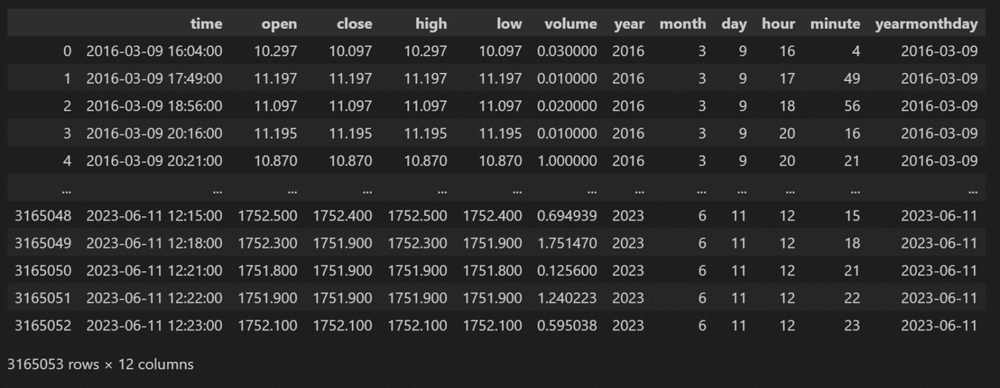 time open close high low volume year month day hour minute yearmonthday
0 2016-03-09 16:04:00 10.297 10.097 10.297 10.097 0.030000 2016 3 9 16 4 2016-03-09
1 2016-03-09 17:49:00 11.197 11.197 11.197 11.197 0.010000 2016 3 9 17 49 2016-03-09
2 2016-03-09 18:56:00 11.097 11.097 11.097 11.097 0.020000 2016 3 9 18 56 2016-03-09
3 2016-03-09 20:16:00 11.195 11.195 11.195 11.195 0.010000 2016 3 9 20 16 2016-03-09
4 2016-03-09 20:21:00 10.870 10.870 10.870 10.870 1.000000 2016 3 9 20 21 2016-03-09
... ... ... ... ... ... ... ... ... ... ... ... ...
3165048 2023-06-11 12:15:00 1752.500 1752.400 1752.500 1752.400 0.694939 2023 6 11 12 15 2023-06-11
3165049 2023-06-11 12:18:00 1752.300 1751.900 1752.300 1751.900 1.751470 2023 6 11 12 18 2023-06-11
3165050 2023-06-11 12:21:00 1751.800 1751.900 1751.900 1751.800 0.125600 2023 6 11 12 21 2023-06-11
3165051 2023-06-11 12:22:00 1751.900 1751.900 1751.900 1751.900 1.240223 2023 6 11 12 22 2023-06-11
3165052 2023-06-11 12:23:00 1752.100 1752.100 1752.100 1752.100 0.595038 2023 6 11 12 23 2023-06-11
3165053 rows × 12 columns